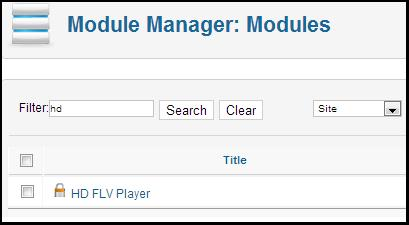 Module Manager: Modules
Filter: hd Search Clear Site
Title
HD FLV Player